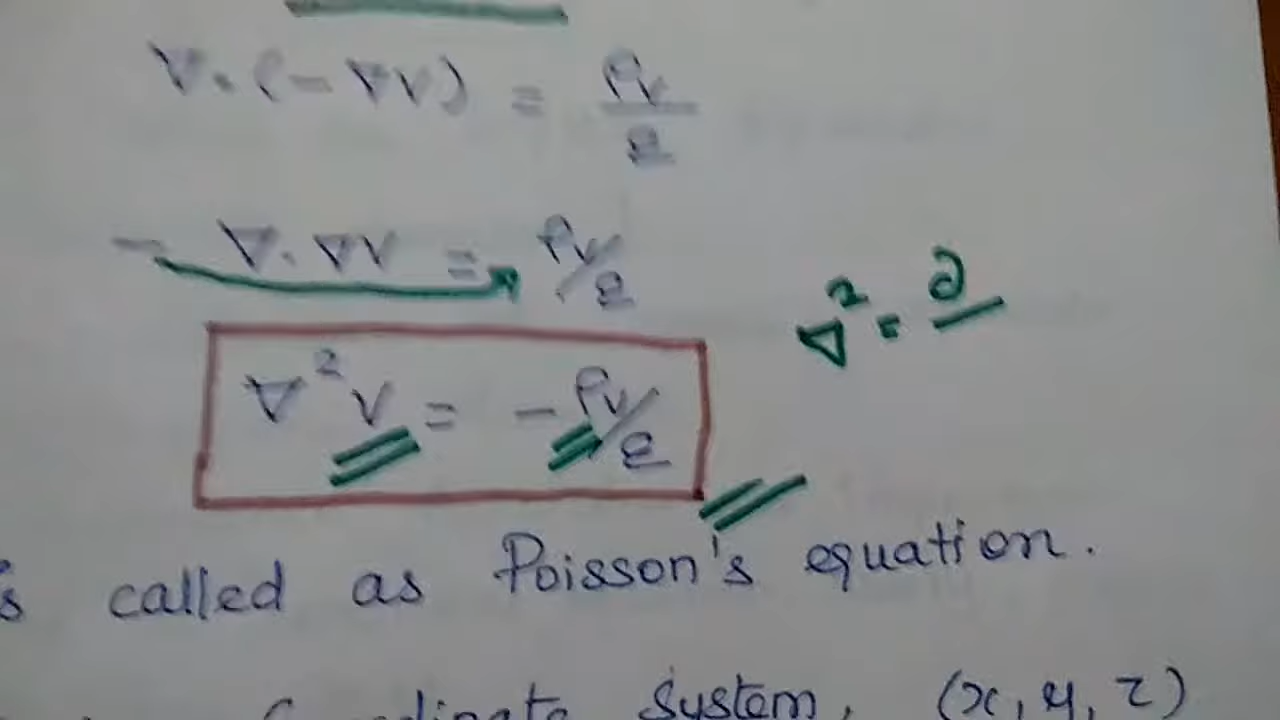 ∇·(-∇V) = ρv/ε
- ∇·∇V = ρv/ε
∇² = ∂
∇²V = -ρv/ε
s called as Poisson's equation.
System, (x, y, z)